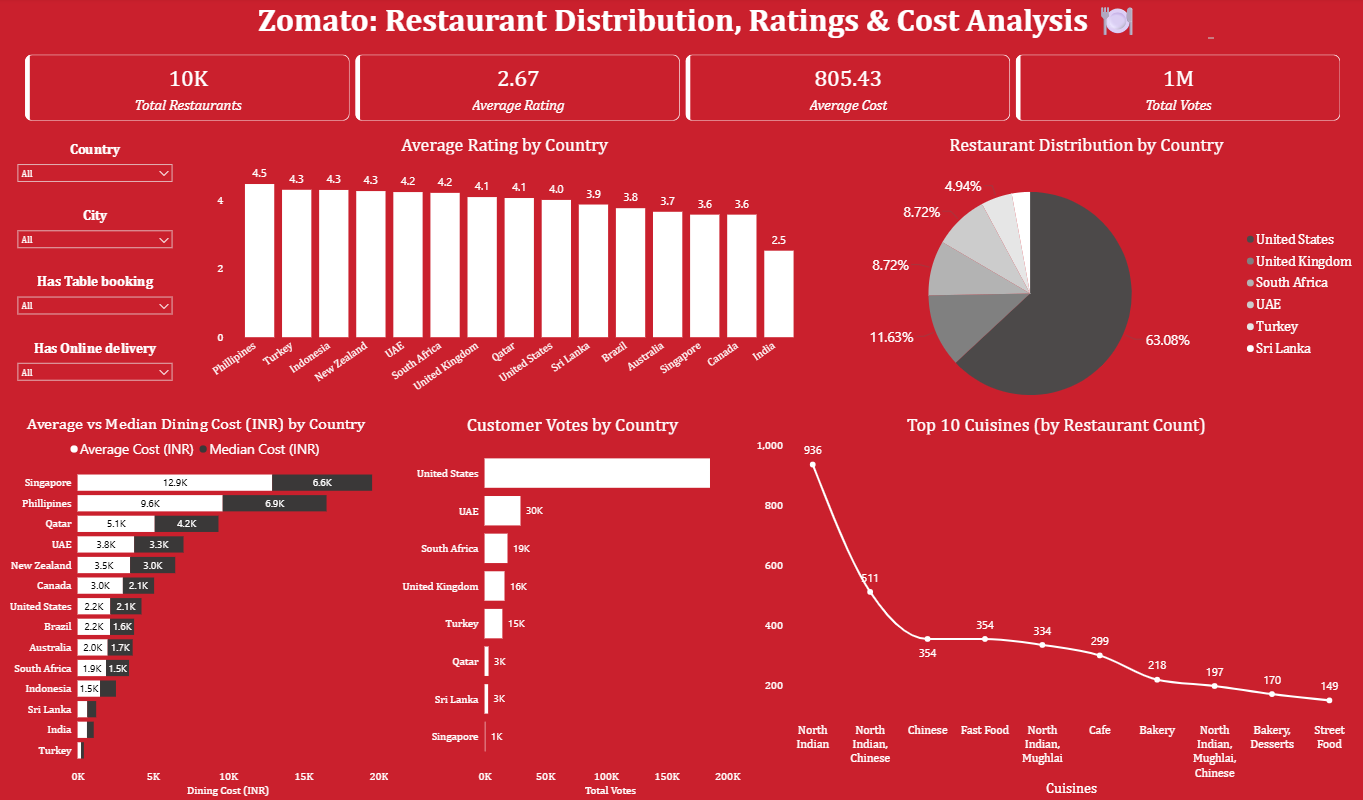 Zomato: Restaurant Distribution, Ratings & Cost Analysis
10K
Total Restaurants
2.67
Average Rating
805.43
Average Cost
1M
Total Votes
Country
All
City
All
Has Table booking
All
Has Online delivery
All
Average Rating by Country
4
2
0
4.5
4.3
4.3
4.3
4.2
4.2
4.1
4.1
4.0
3.9
3.8
3.7
3.6
3.6
2.5
Phillipines
Turkey
Indonesia
New Zealand
UAE
South Africa
United Kingdom
Qatar
United States
Sri Lanka
Brazil
Australia
Singapore
Canada
India
Restaurant Distribution by Country
4.94%
8.72%
8.72%
11.63%
63.08%
United States
United Kingdom
South Africa
UAE
Turkey
Sri Lanka
Average vs Median Dining Cost (INR) by Country
Average Cost (INR) Median Cost (INR)
Singapore 12.9K 6.6K
Phillipines 9.6K 6.9K
Qatar 5.1K 4.2K
UAE 3.8K 3.3K
New Zealand 3.5K 3.0K
Canada 3.0K 2.1K
United States 2.2K 2.1K
Brazil 2.2K 1.6K
Australia 2.0K 1.7K
South Africa 1.9K 1.5K
Indonesia 1.5K
Sri Lanka
India
Turkey
0K 5K 10K 15K 20K
Dining Cost (INR)
Customer Votes by Country
United States
UAE 30K
South Africa 19K
United Kingdom 16K
Turkey 15K
Qatar 3K
Sri Lanka 3K
Singapore 1K
0K 50K 100K 150K 200K
Total Votes
Top 10 Cuisines (by Restaurant Count)
1,000
800
600
400
200
936
511
354
354
334
299
218
197
170
149
North
Indian
North
Indian,
Chinese
Chinese
Fast Food
North
Indian,
Mughlai
Cafe
Bakery
North
Indian,
Mughlai,
Chinese
Bakery,
Desserts
Street
Food
Cuisines